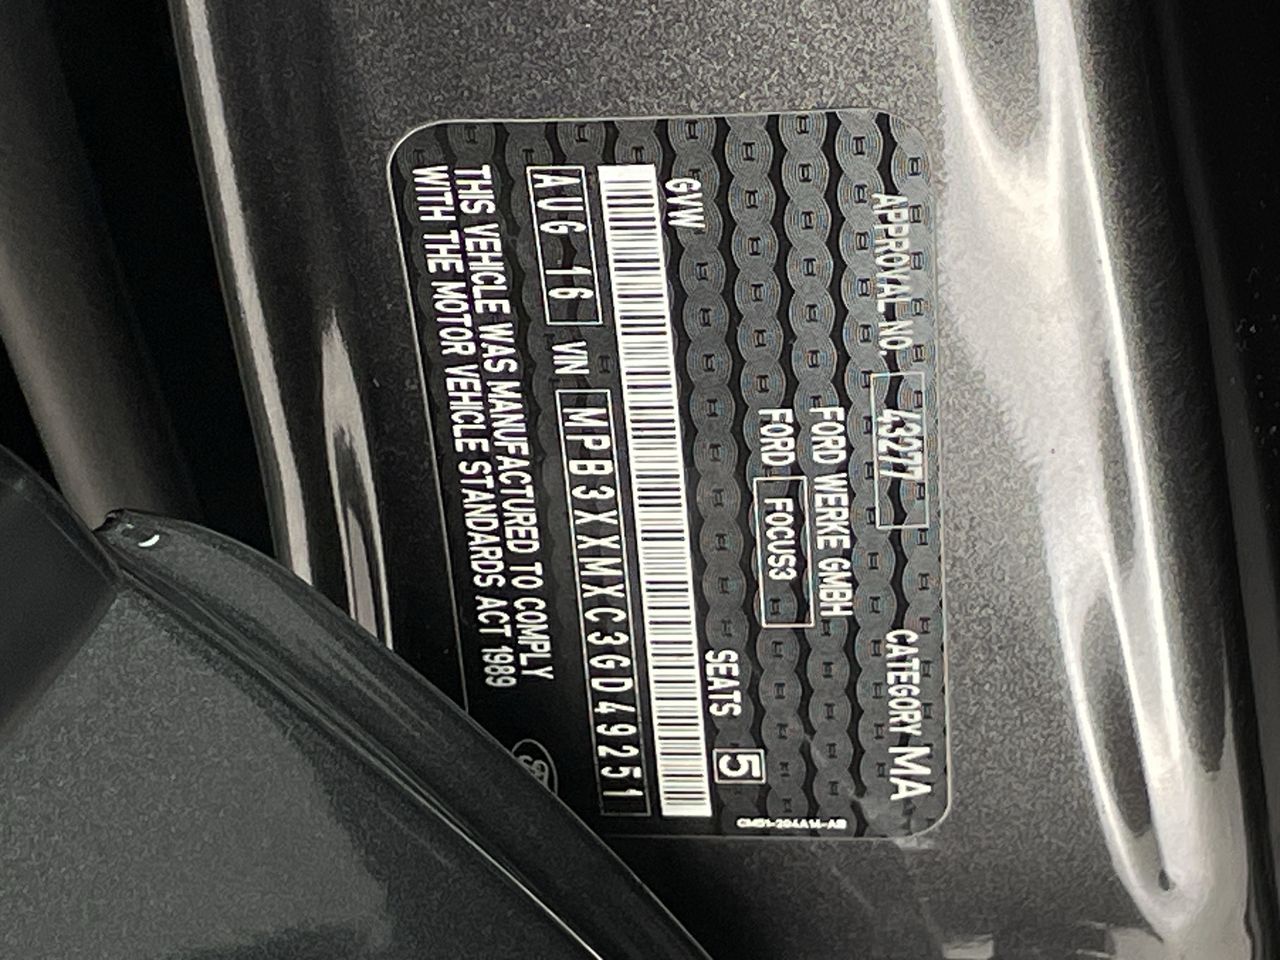 APPROVAL NO. 43277 CATEGORY MA
FORD WERKE GMBH
FORD FOCUS3
GVW SEATS 5
AUG 16 VN MPB3XXMXC3GD49251
THIS VEHICLE WAS MANUFACTURED TO COMPLY
WITH THE MOTOR VEHICLE STANDARDS ACT 1989